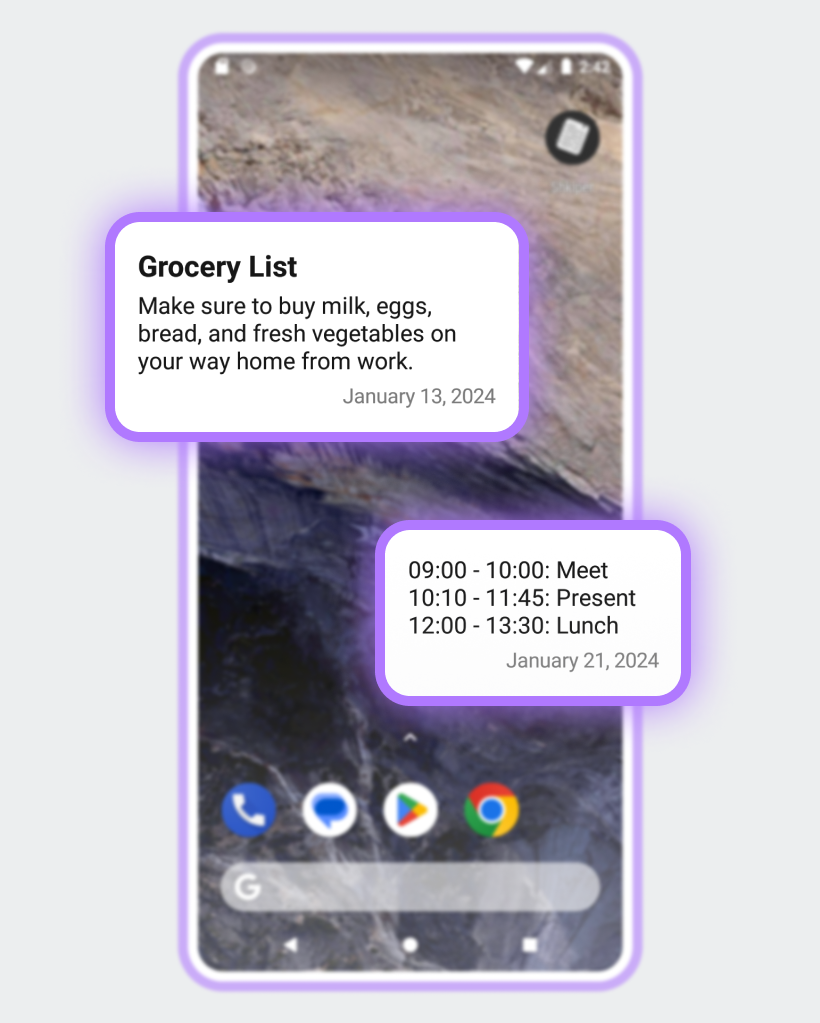 2:42
Grocery List
Make sure to buy milk, eggs,
bread, and fresh vegetables on
your way home from work.
January 13, 2024
09:00 - 10:00: Meet
10:10 - 11:45: Present
12:00 - 13:30: Lunch
January 21, 2024
G